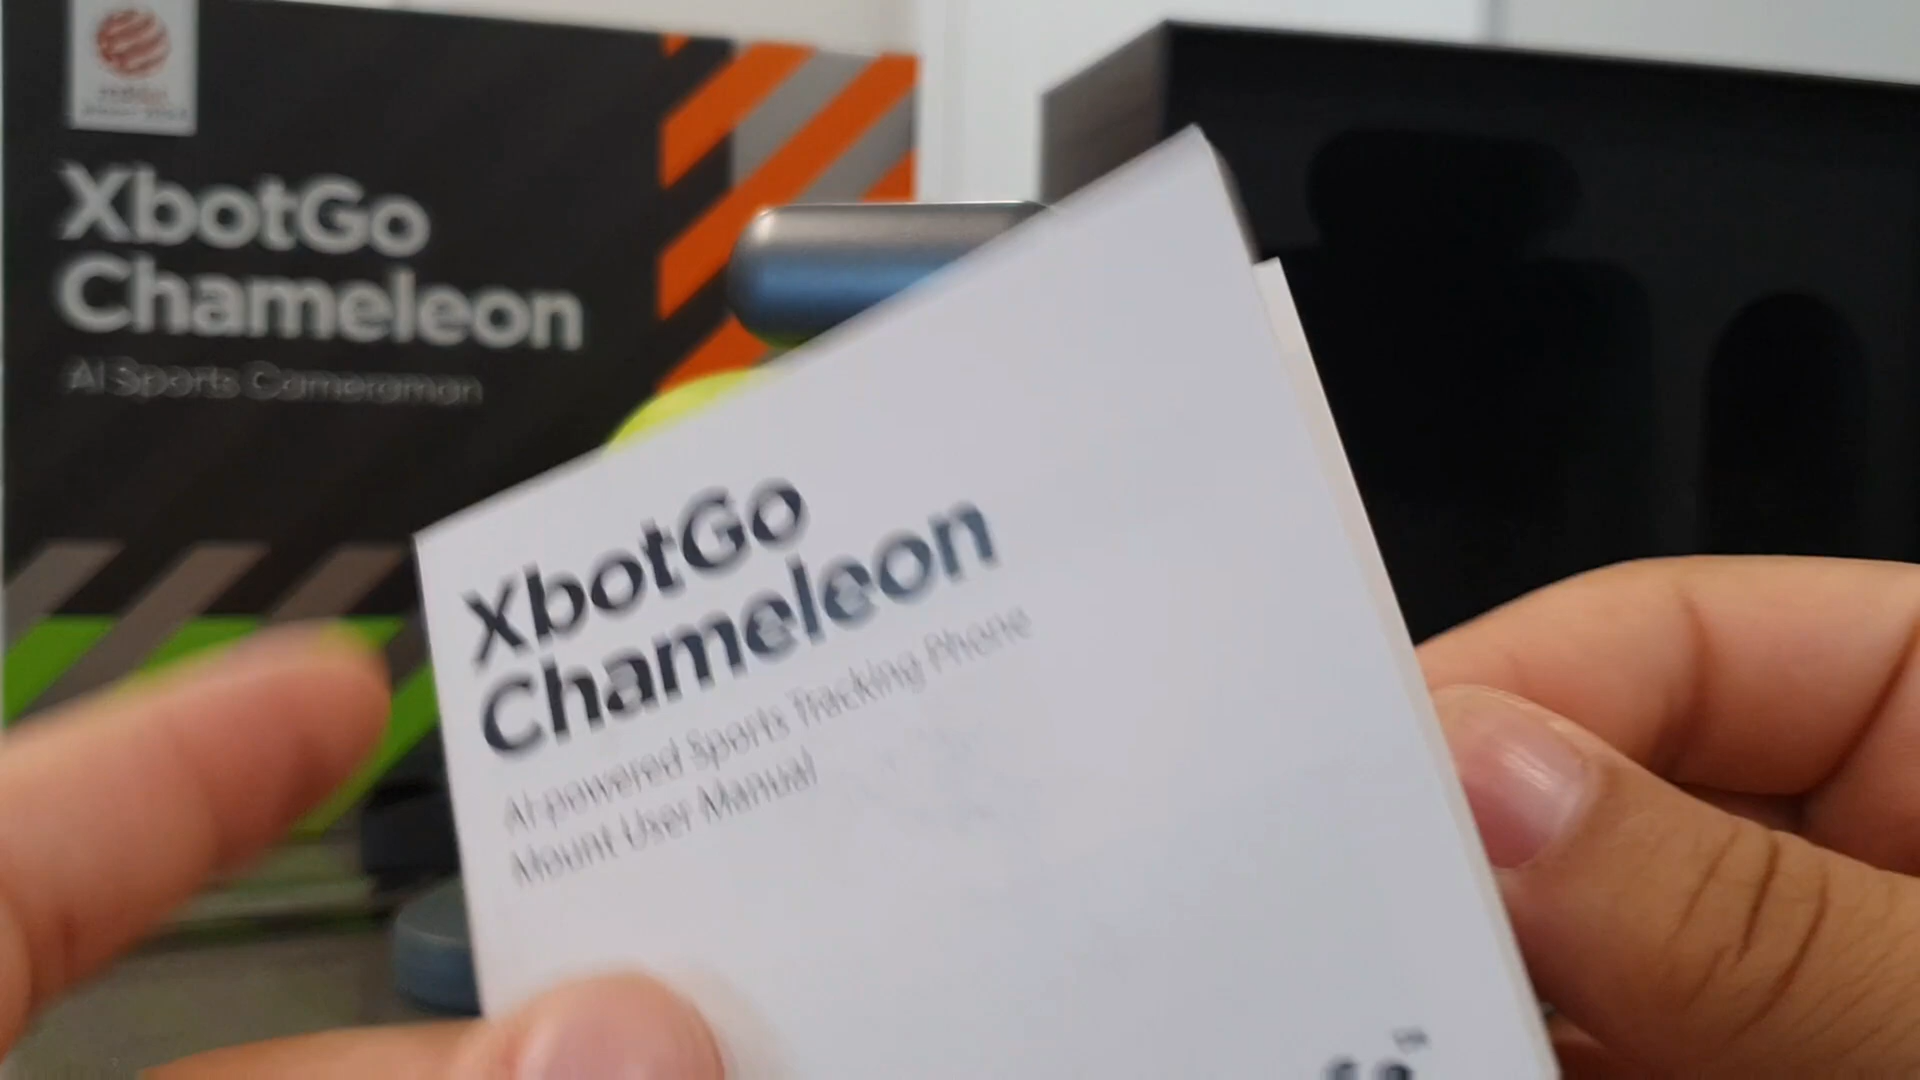 XbotGo
Chameleon
AI Sports Cameraman
XbotGo
Chameleon
AI-powered Sports Tracking Phone
Mount User Manual